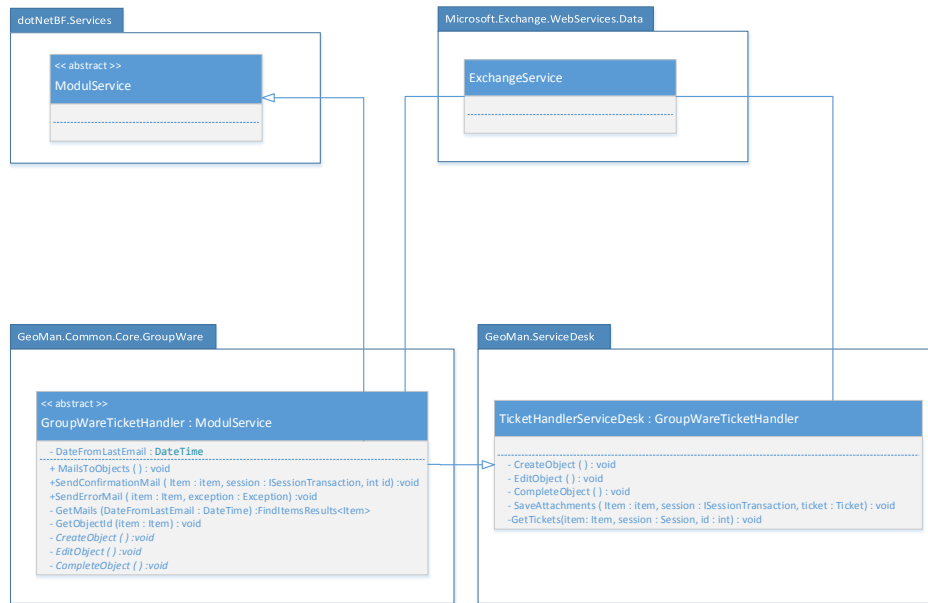 dotNetBF.Services
<< abstract >>
ModulService
Microsoft.Exchange.WebServices.Data
ExchangeService
GeoMan.Common.Core.GroupWare
<< abstract >>
GroupWareTicketHandler : ModulService
- DateFromLastEmail : DateTime
+ MailsToObjects ( ) : void
+SendConfirmationMail ( Item : item, session : ISessionTransaction, int id) :void
+SendErrorMail ( item : Item, exception : Exception) :void
- GetMails (DateFromLastEmail : DateTime) :FindItemsResults<Item>
- GetObjectId (item : Item) : void
- CreateObject ( ) :void
- EditObject ( ) :void
- CompleteObject ( ) :void
GeoMan.ServiceDesk
TicketHandlerServiceDesk : GroupWareTicketHandler
- CreateObject ( ) : void
- EditObject ( ) : void
- CompleteObject ( ) : void
- SaveAttachments ( Item : item, session : ISessionTransaction, ticket : Ticket) : void
-GetTickets(item: Item, session : Session, id : int) : void